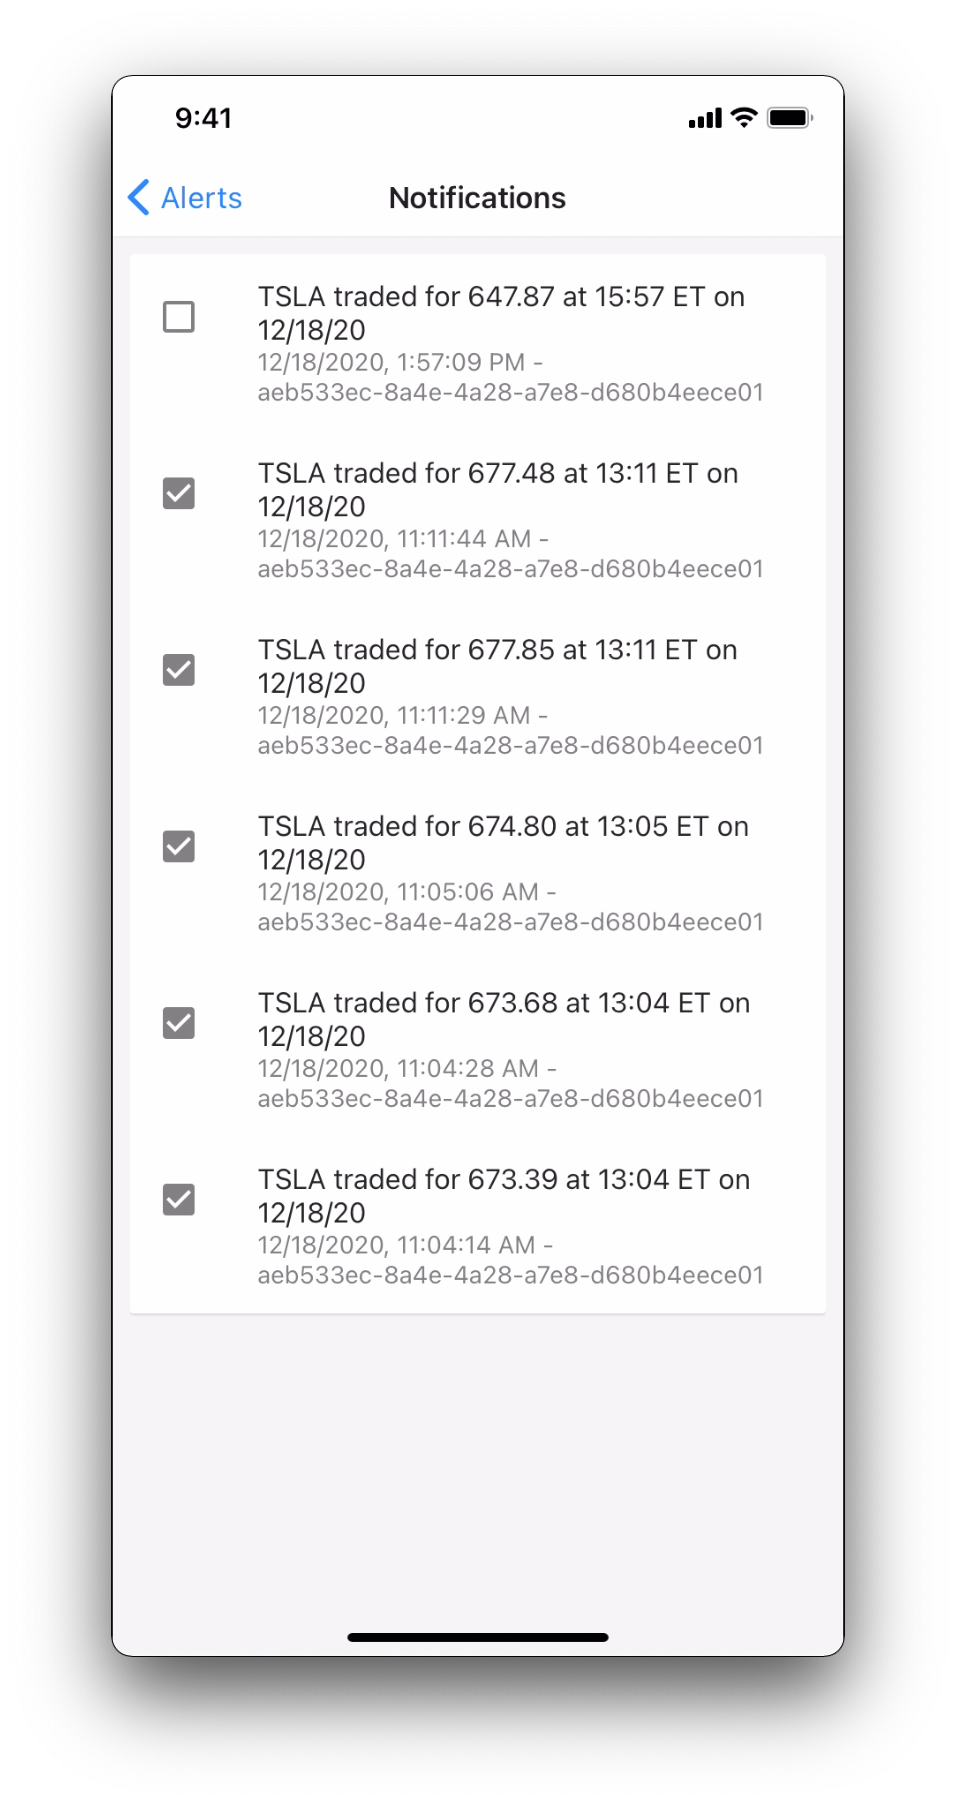 9:41
Alerts
Notifications
TSLA traded for 647.87 at 15:57 ET on
12/18/20
12/18/2020, 1:57:09 PM -
aeb533ec-8a4e-4a28-a7e8-d680b4eece01
TSLA traded for 677.48 at 13:11 ET on
12/18/20
12/18/2020, 11:11:44 AM -
aeb533ec-8a4e-4a28-a7e8-d680b4eece01
TSLA traded for 677.85 at 13:11 ET on
12/18/20
12/18/2020, 11:11:29 AM -
aeb533ec-8a4e-4a28-a7e8-d680b4eece01
TSLA traded for 674.80 at 13:05 ET on
12/18/20
12/18/2020, 11:05:06 AM -
aeb533ec-8a4e-4a28-a7e8-d680b4eece01
TSLA traded for 673.68 at 13:04 ET on
12/18/20
12/18/2020, 11:04:28 AM -
aeb533ec-8a4e-4a28-a7e8-d680b4eece01
TSLA traded for 673.39 at 13:04 ET on
12/18/20
12/18/2020, 11:04:14 AM -
aeb533ec-8a4e-4a28-a7e8-d680b4eece01